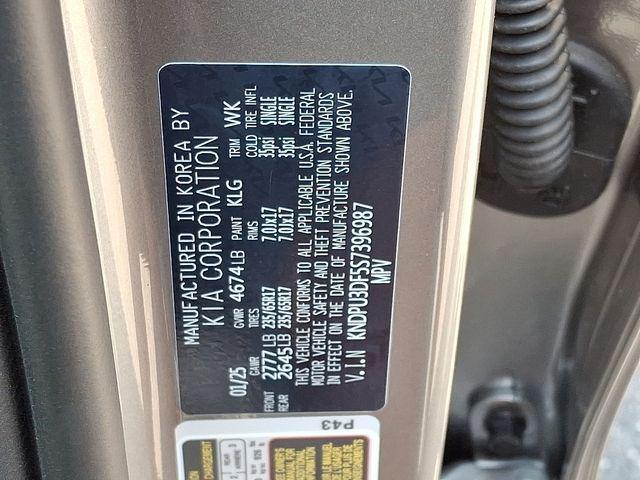 MANUFACTURED IN KOREA BY
KIA CORPORATION
01/25 GVWR 4674LB PAINT KLG TRIM WK
GAWR TIRES RIMS COLD TIRE INFL
FRONT 2777LB 235/65R17 7.0Jx17 35psi SINGLE
REAR 2645LB 235/65R17 7.0Jx17 35psi SINGLE
THIS VEHICLE CONFORMS TO ALL APPLICABLE U.S.A. FEDERAL
MOTOR VEHICLE SAFETY AND THEFT PREVENTION STANDARDS
IN EFFECT ON THE DATE OF MANUFACTURE SHOWN ABOVE.
V.I.N KNDPU3DF5S7396987
MPV
P43
REAR